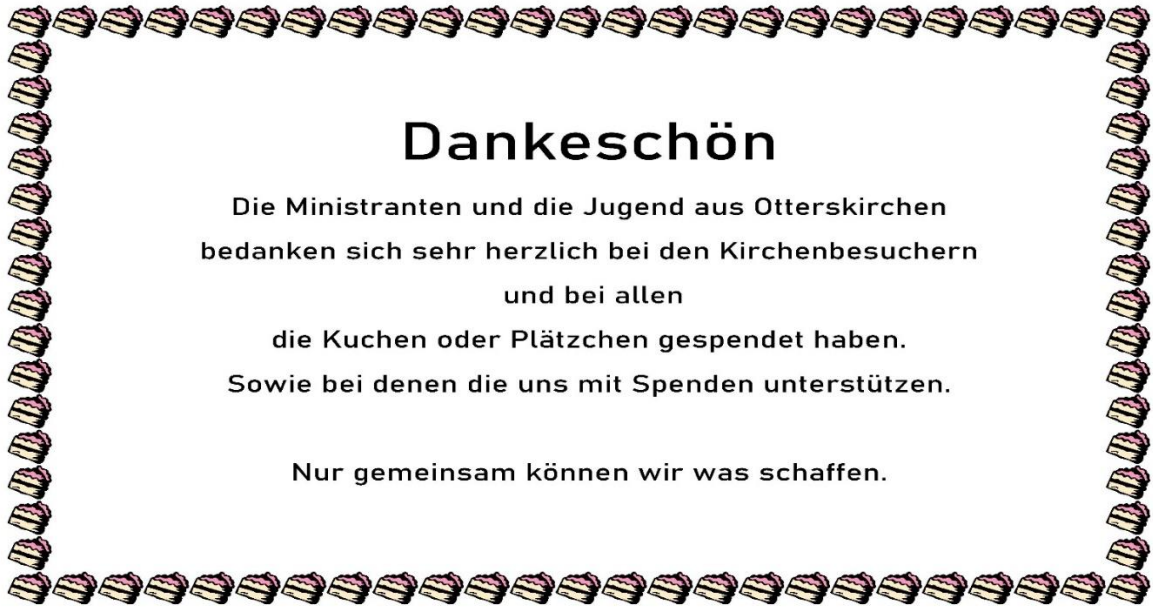 Dankeschön
Die Ministranten und die Jugend aus Otterskirchen
bedanken sich sehr herzlich bei den Kirchenbesuchern
und bei allen
die Kuchen oder Plätzchen gespendet haben.
Sowie bei denen die uns mit Spenden unterstützen.
Nur gemeinsam können wir was schaffen.